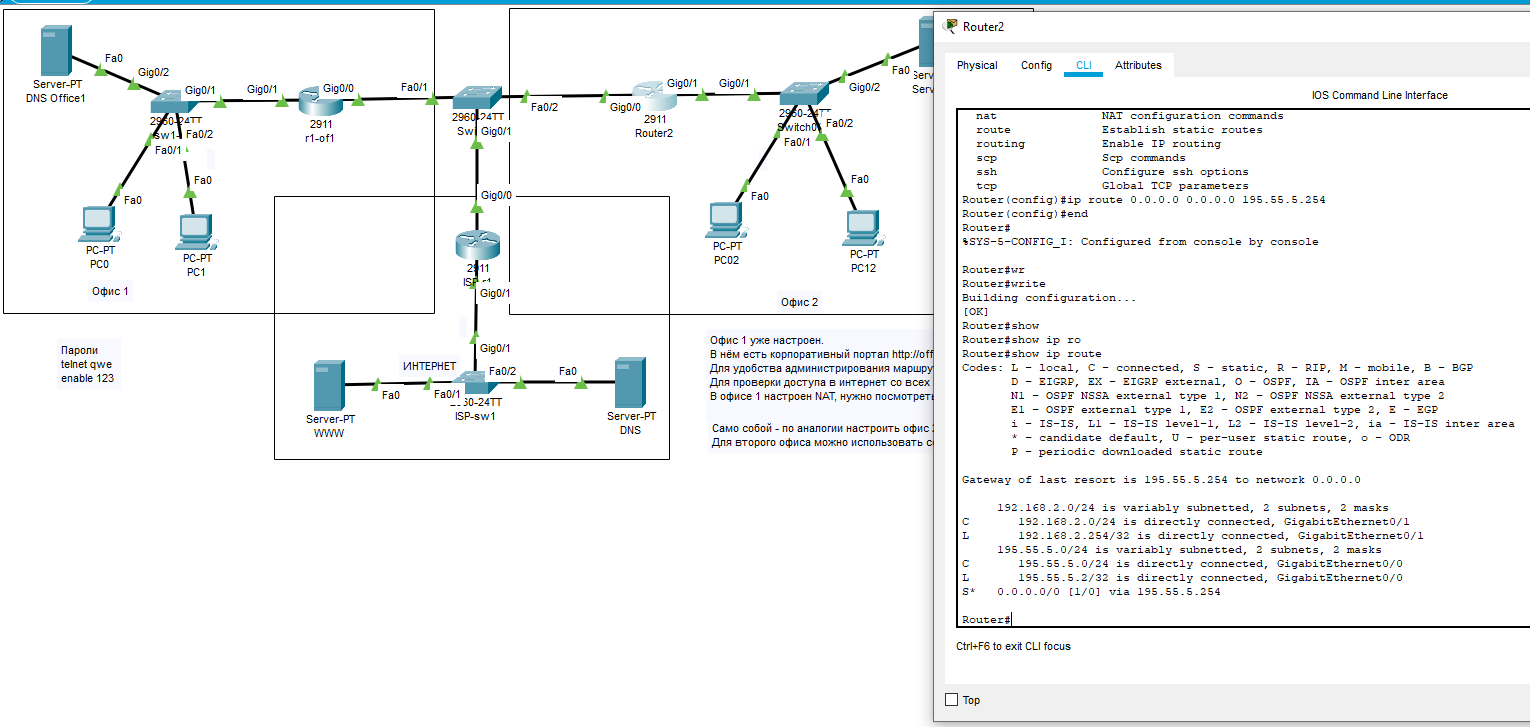 Fa0
Gig0/2
Server-PT
DNS Office1
Gig0/1
Fa0/2
Fa0/1
Fa0
Fa0
PC-PT
PC0
PC-PT
PC1
Офис 1
Gig0/1
Gig0/0
2911
r1-of1
Fa0/1
Fa0/2
Gig0/1
Gig0/0
Gig0/1
2911
Router2
Gig0/1
Gig0/2
Fa0
Fa0/2
Fa0/1
Fa0
Fa0
PC-PT
PC02
PC-PT
PC12
Офис 2
Gig0/0
2911
Gig0/1
Gig0/1
ИНТЕРНЕТ
Fa0/2
Fa0
Fa0
Fa0/1
ISP-sw1
Server-PT
WWW
Server-PT
DNS
Пароли
telnet qwe
enable 123
Офис 1 уже настроен.
В нём есть корпоративный портал http://off
Для удобства администрирования маршру
Для проверки доступа в интернет со всех
В офисе 1 настроен NAT, нужно посмотреть
Само собой - по аналогии настроить офис
Для второго офиса можно использовать
Router2
Physical Config CLI Attributes
IOS Command Line Interface
nat NAT configuration commands
route Establish static routes
routing Enable IP routing
scp Scp commands
ssh Configure ssh options
tcp Global TCP parameters
Router(config)#ip route 0.0.0.0 0.0.0.0 195.55.5.254
Router(config)#end
Router#
%SYS-5-CONFIG_I: Configured from console by console
Router#wr
Router#write
Building configuration...
[OK]
Router#show
Router#show ip ro
Router#show ip route
Codes: L - local, C - connected, S - static, R - RIP, M - mobile, B - BGP
D - EIGRP, EX - EIGRP external, O - OSPF, IA - OSPF inter area
N1 - OSPF NSSA external type 1, N2 - OSPF NSSA external type 2
E1 - OSPF external type 1, E2 - OSPF external type 2, E - EGP
i - IS-IS, L1 - IS-IS level-1, L2 - IS-IS level-2, ia - IS-IS inter area
* - candidate default, U - per-user static route, o - ODR
P - periodic downloaded static route
Gateway of last resort is 195.55.5.254 to network 0.0.0.0
192.168.2.0/24 is variably subnetted, 2 subnets, 2 masks
C 192.168.2.0/24 is directly connected, GigabitEthernet0/1
L 192.168.2.254/32 is directly connected, GigabitEthernet0/1
195.55.5.0/24 is variably subnetted, 2 subnets, 2 masks
C 195.55.5.0/24 is directly connected, GigabitEthernet0/0
L 195.55.5.2/32 is directly connected, GigabitEthernet0/0
S* 0.0.0.0/0 [1/0] via 195.55.5.254
Router#
Ctrl+F6 to exit CLI focus
Top